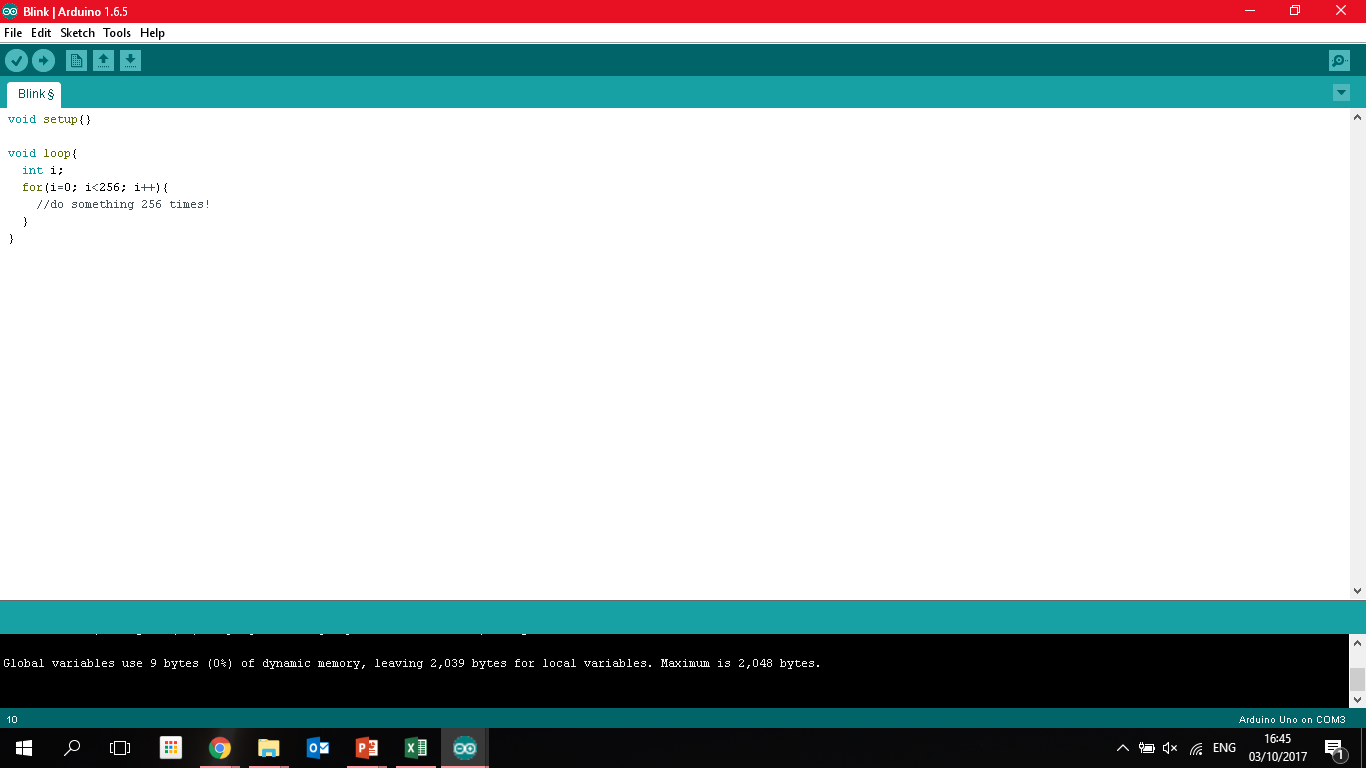 Blink | Arduino 1.6.5
File Edit Sketch Tools Help
Blink §
void setup{}
void loop{
int i;
for(i=0; i<256; i++){
//do something 256 times!
}
}
Global variables use 9 bytes (0%) of dynamic memory, leaving 2,039 bytes for local variables. Maximum is 2,048 bytes.
10
Arduino Uno on COM3
ENG
16:45
03/10/2017
1